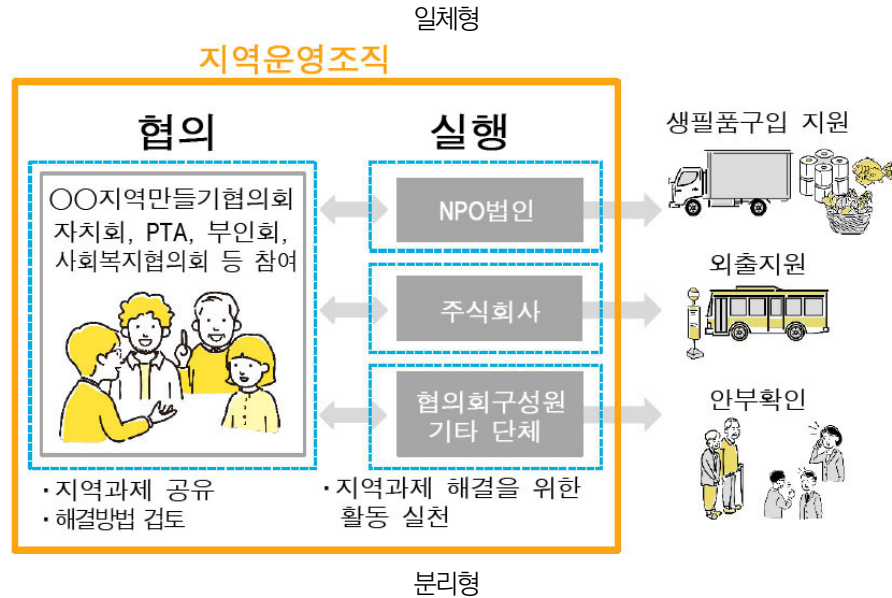 일체형
지역운영조직
협의
실행
○○지역만들기협의회
자치회, PTA, 부인회,
사회복지협의회 등 참여
NPO법인
주식회사
협의회구성원
기타 단체
생필품구입 지원
외출지원
안부확인
· 지역과제 공유
· 해결방법 검토
· 지역과제 해결을 위한
활동 실천
분리형